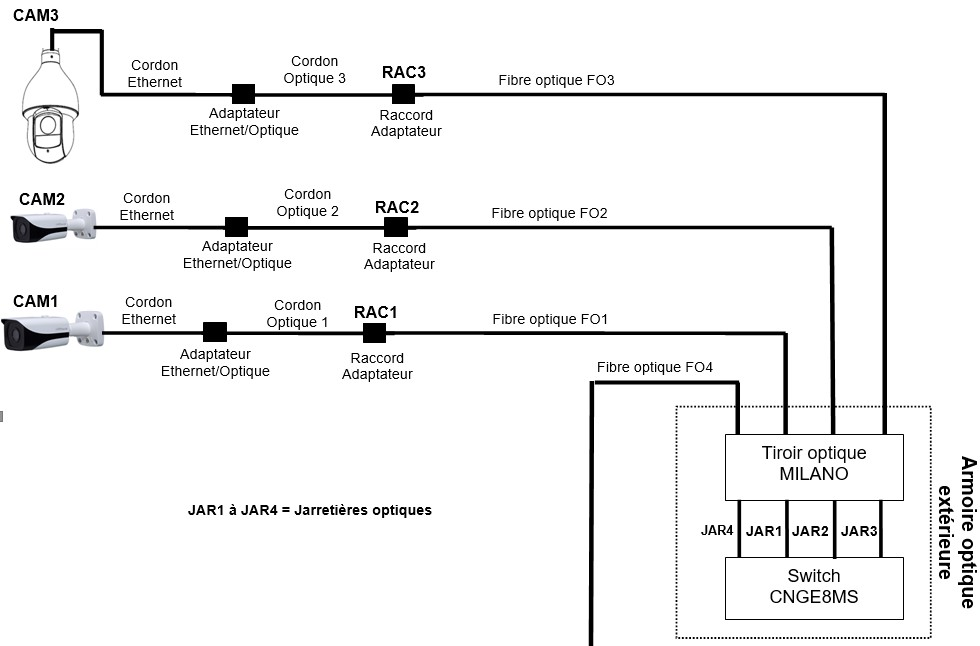 CAM3
Cordon
Ethernet
Cordon
Optique 3
RAC3
Fibre optique FO3
Adaptateur
Ethernet/Optique
Raccord
Adaptateur
CAM2
Cordon
Ethernet
Cordon
Optique 2
RAC2
Fibre optique FO2
Adaptateur
Ethernet/Optique
Raccord
Adaptateur
CAM1
Cordon
Ethernet
Cordon
Optique 1
RAC1
Fibre optique FO1
Adaptateur
Ethernet/Optique
Raccord
Adaptateur
Fibre optique FO4
Tiroir optique
MILANO
JAR1 à JAR4 = Jarretières optiques
JAR4 JAR1 JAR2 JAR3
Switch
CNGE8MS
Armoire optique
extérieure